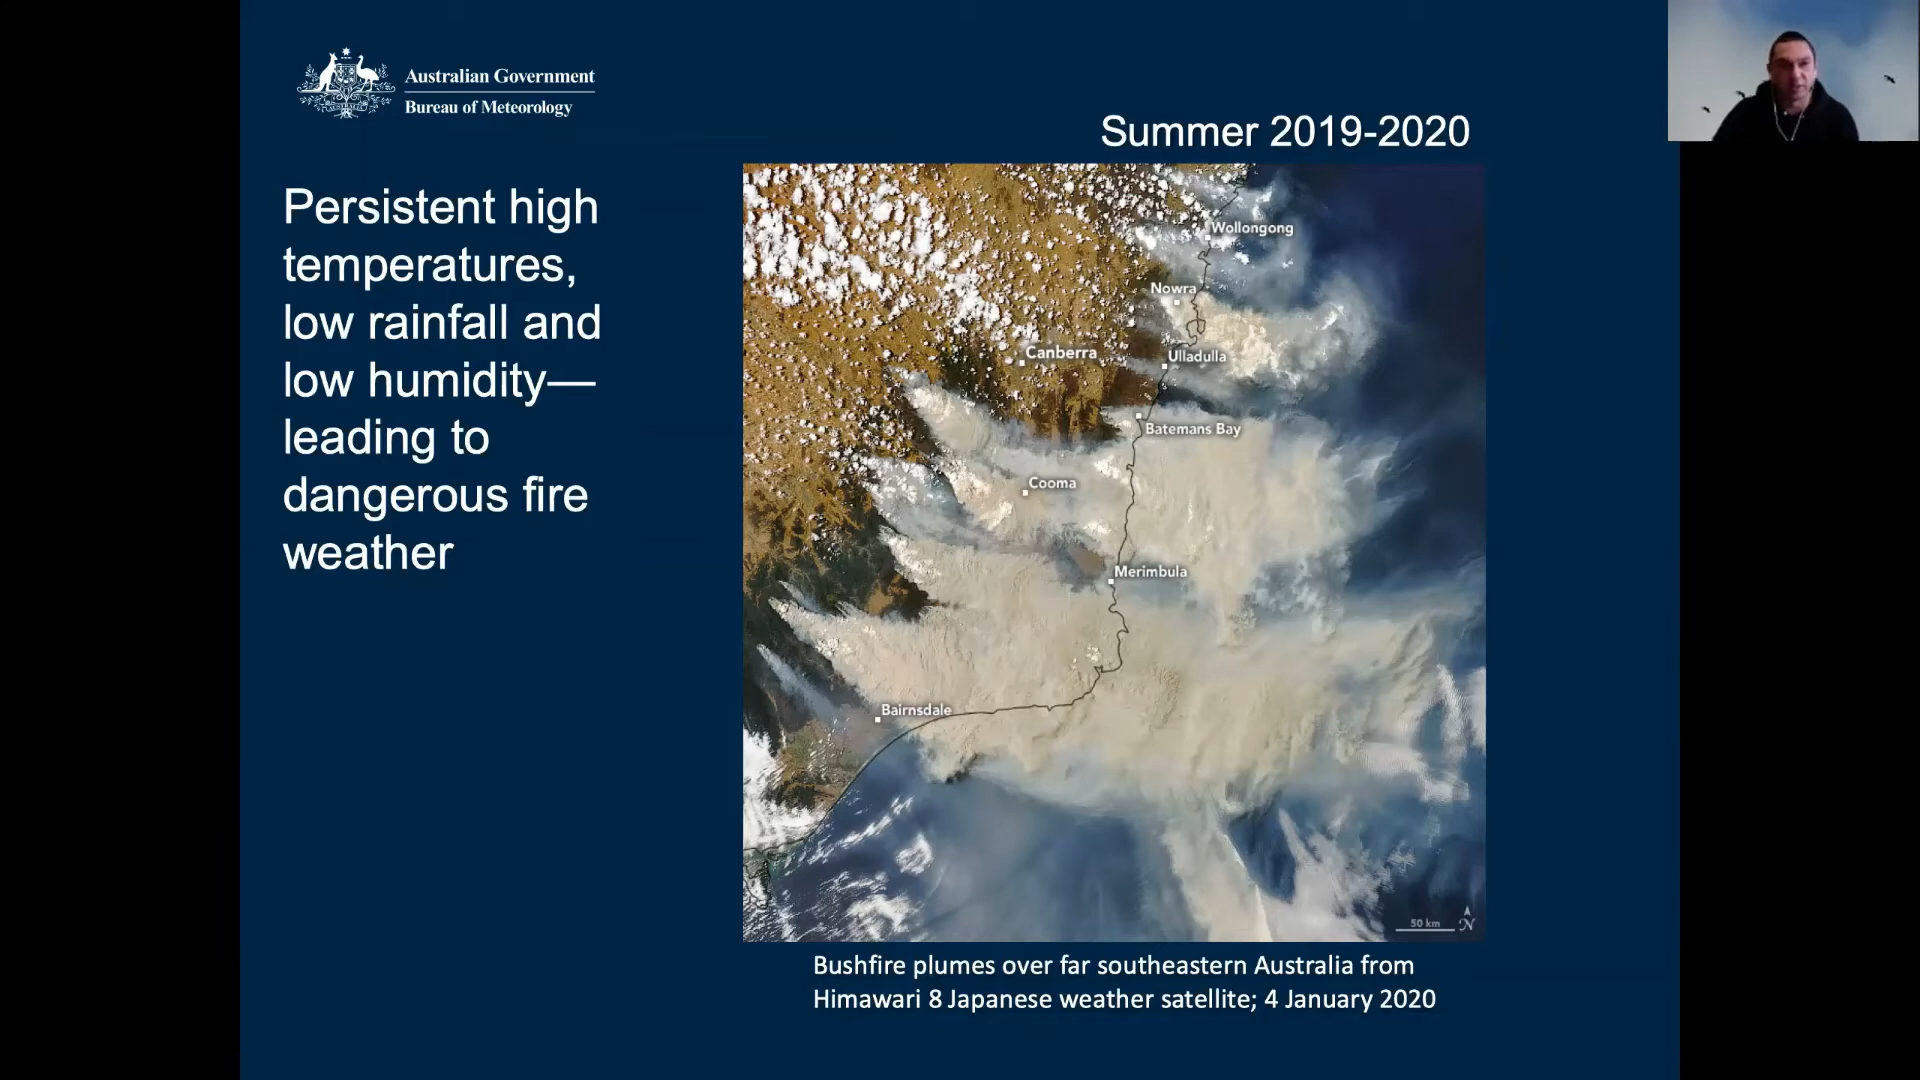 Australian Government
Bureau of Meteorology
Summer 2019-2020
Persistent high
temperatures,
low rainfall and
low humidity—
leading to
dangerous fire
weather
Wollongong
Nowra
Canberra
Ulladulla
Batemans Bay
Cooma
Merimbula
Bairnsdale
50 km
N
Bushfire plumes over far southeastern Australia from
Himawari 8 Japanese weather satellite; 4 January 2020